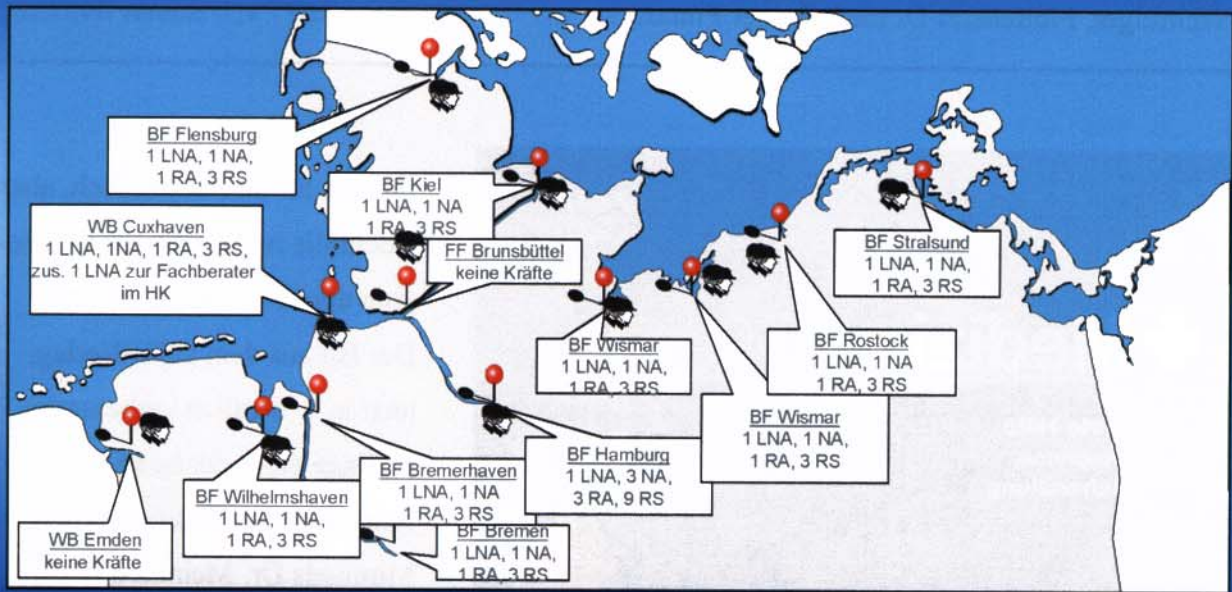 BF Flensburg
1 LNA, 1 NA,
1 RA, 3 RS
BF Kiel
1 LNA, 1 NA
1 RA, 3 RS
WB Cuxhaven
1 LNA, 1NA, 1 RA, 3 RS,
zus. 1 LNA zur Fachberater
im HK
FF Brunsbüttel
keine Kräfte
BF Stralsund
1 LNA, 1 NA,
1 RA, 3 RS
BF Wismar
1 LNA, 1 NA,
1 RA, 3 RS
BF Rostock
1 LNA, 1 NA
1 RA, 3 RS
BF Wismar
1 LNA, 1 NA,
1 RA, 3 RS
BF Hamburg
1 LNA, 3 NA,
3 RA, 9 RS
BF Bremerhaven
1 LNA, 1 NA
1 RA, 3 RS
BF Wilhelmshaven
1 LNA, 1 NA,
1 RA, 3 RS
BF Bremen
1 LNA, 1 NA,
1 RA, 3 RS
WB Emden
keine Kräfte